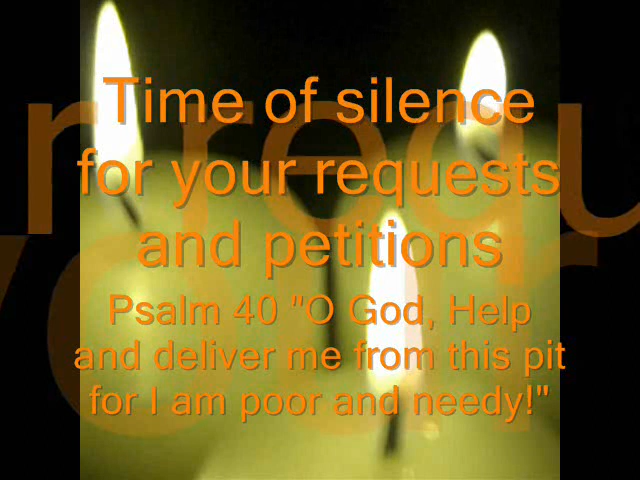 Time of silence
for your requests
and petitions
Psalm 40 "O God, Help
and deliver me from this pit
for I am poor and needy!"